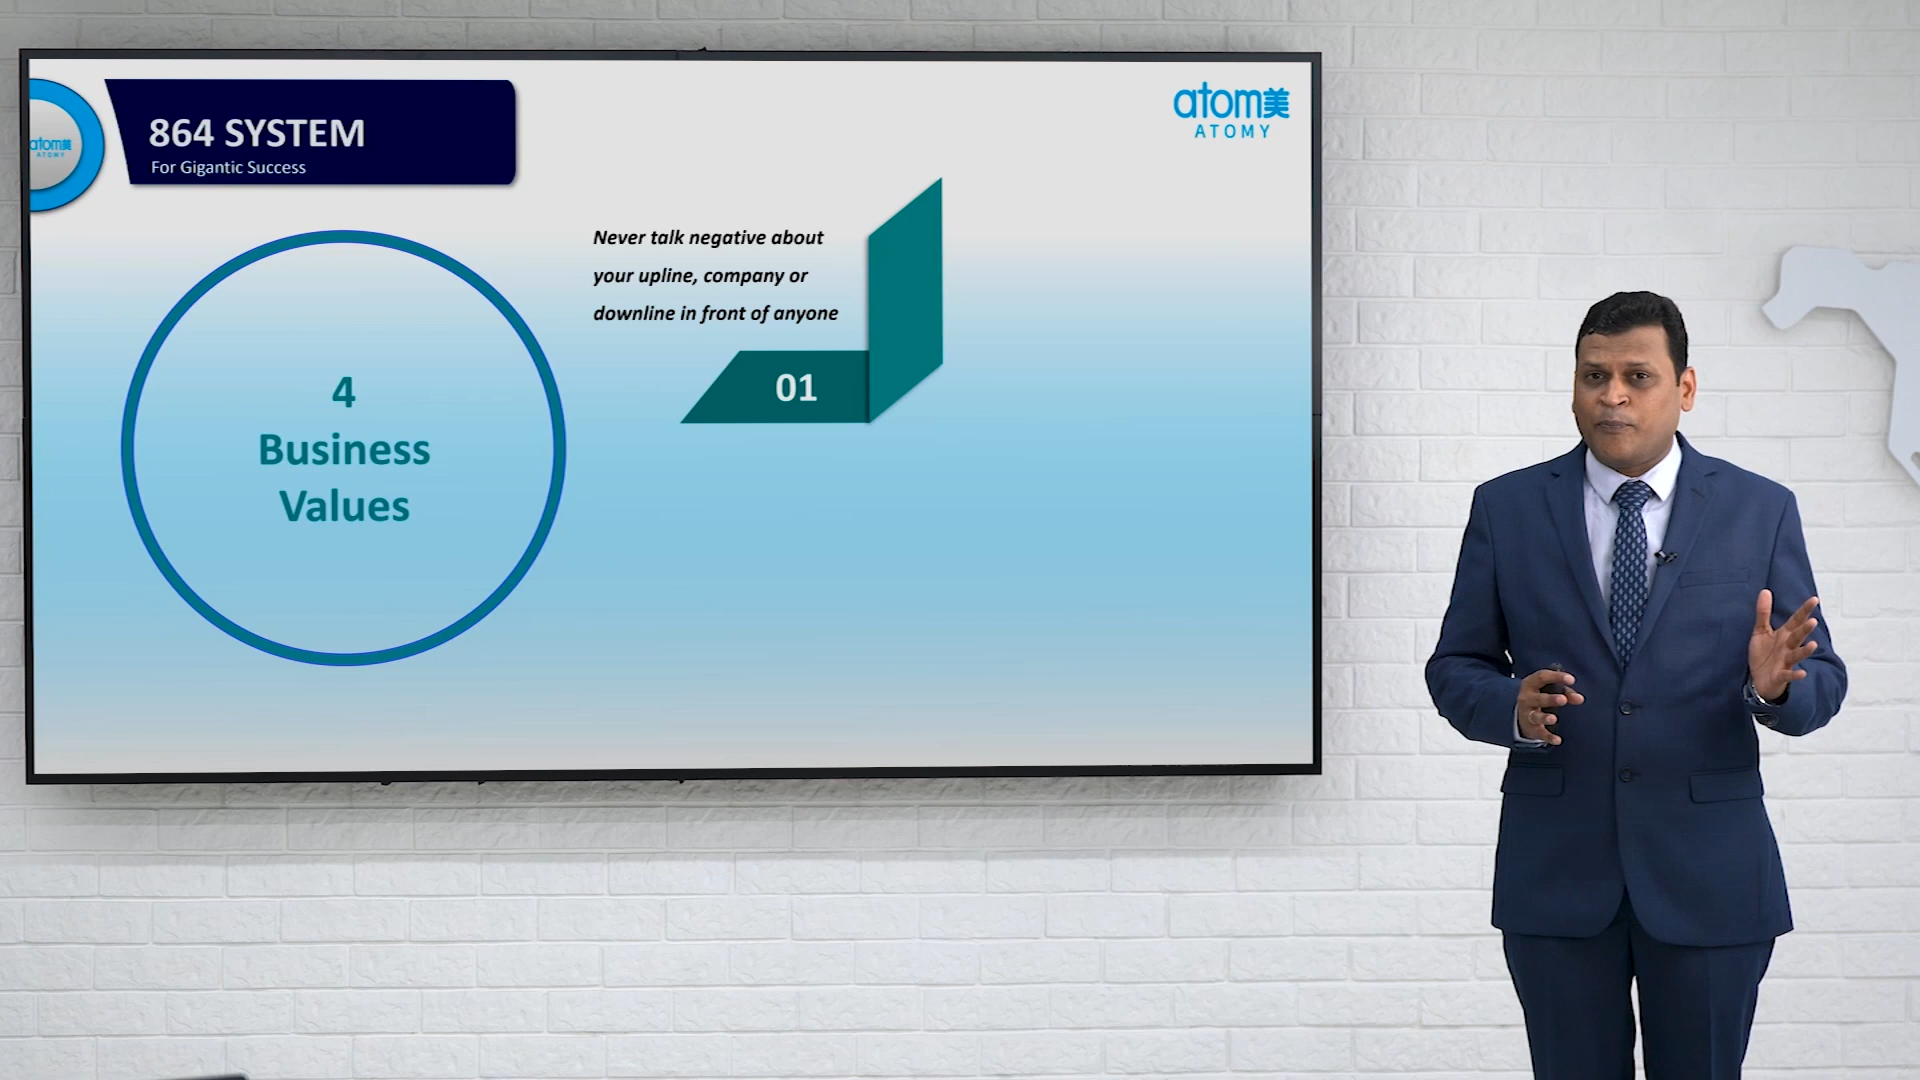 atom美
ATOMY
864 SYSTEM
For Gigantic Success
atom美
ATOMY
Never talk negative about
your upline, company or
downline in front of anyone
01
4
Business
Values